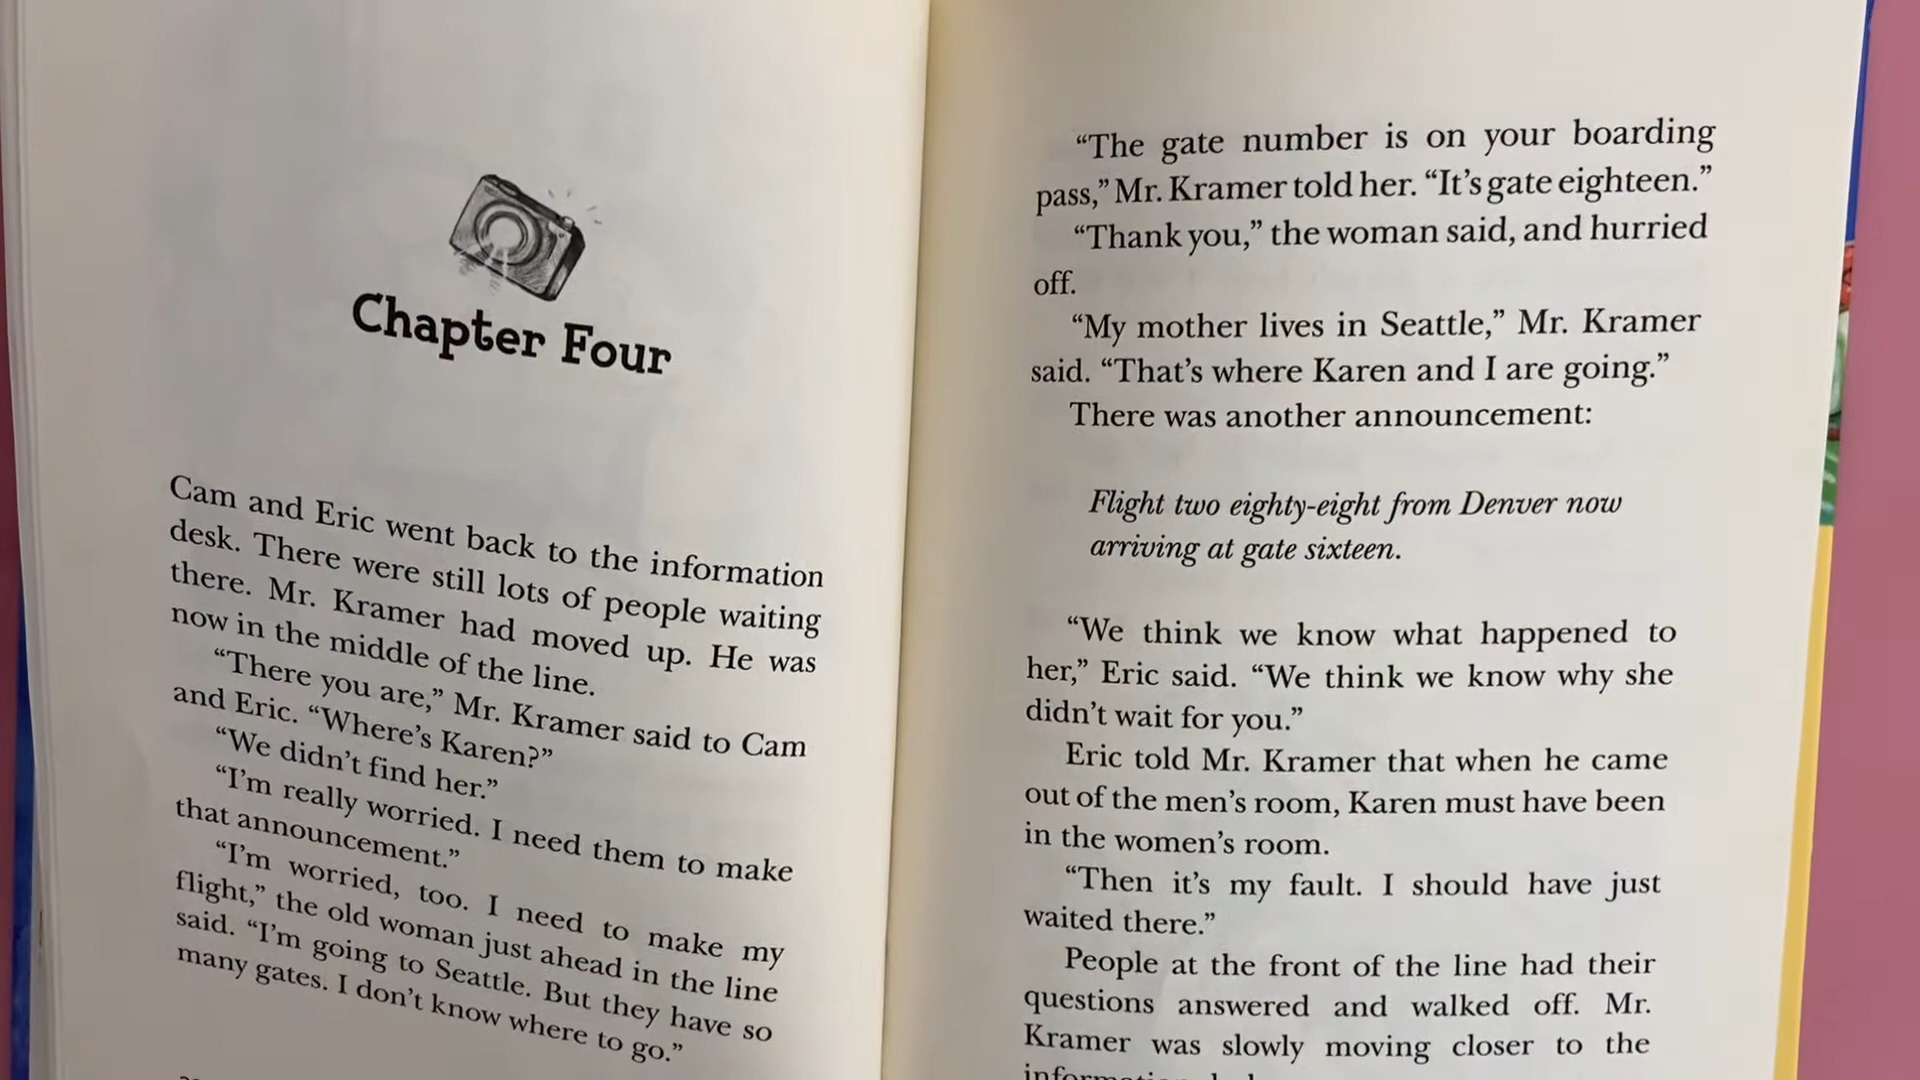 Chapter Four
Cam and Eric went back to the information
desk. There were still lots of people waiting
there. Mr. Kramer had moved up. He was
now in the middle of the line.
“There you are,” Mr. Kramer said to Cam
and Eric. “Where’s Karen?”
“We didn’t find her.”
“I’m really worried. I need them to make
that announcement.”
“I’m worried, too. I need to make my
flight,” the old woman just ahead in the line
said. “I’m going to Seattle. But they have so
many gates. I don’t know where to go.”
“The gate number is on your boarding
pass,” Mr. Kramer told her. “It’s gate eighteen.”
“Thank you,” the woman said, and hurried
off.
“My mother lives in Seattle,” Mr. Kramer
said. “That’s where Karen and I are going.”
There was another announcement:
Flight two eighty-eight from Denver now
arriving at gate sixteen.
“We think we know what happened to
her,” Eric said. “We think we know why she
didn’t wait for you.”
Eric told Mr. Kramer that when he came
out of the men’s room, Karen must have been
in the women’s room.
“Then it’s my fault. I should have just
waited there.”
People at the front of the line had their
questions answered and walked off. Mr.
Kramer was slowly moving closer to the